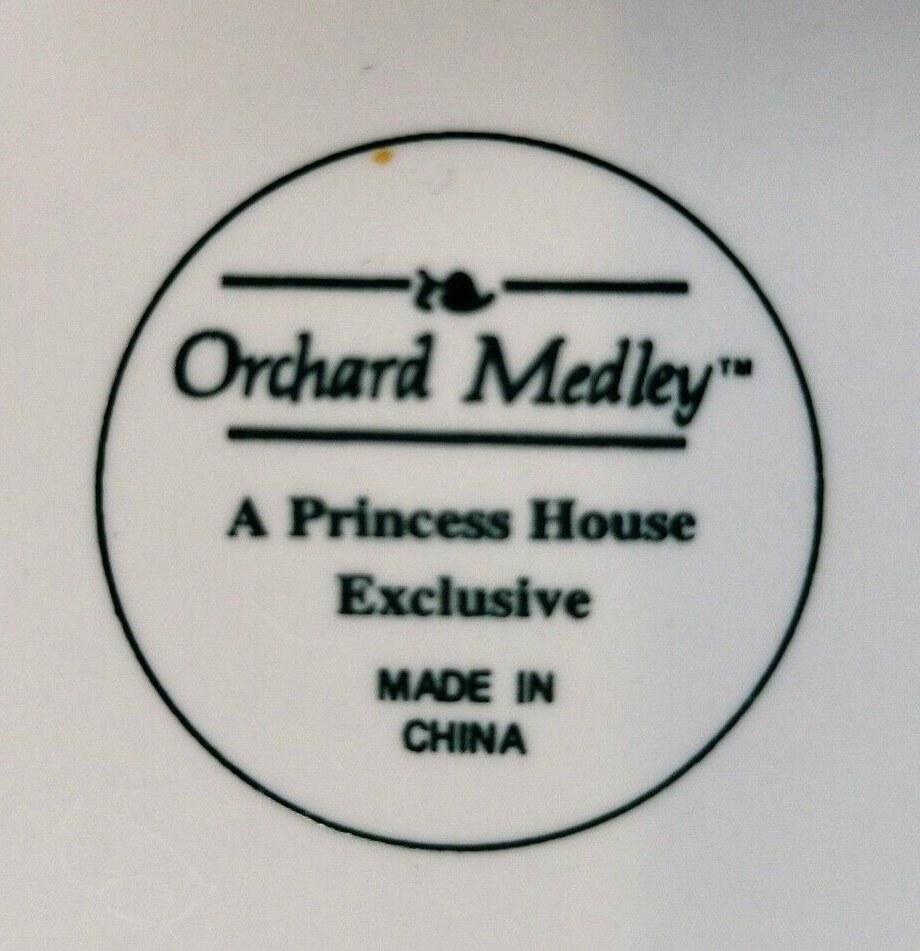 Orchard Medley™
A Princess House
Exclusive
MADE IN
CHINA